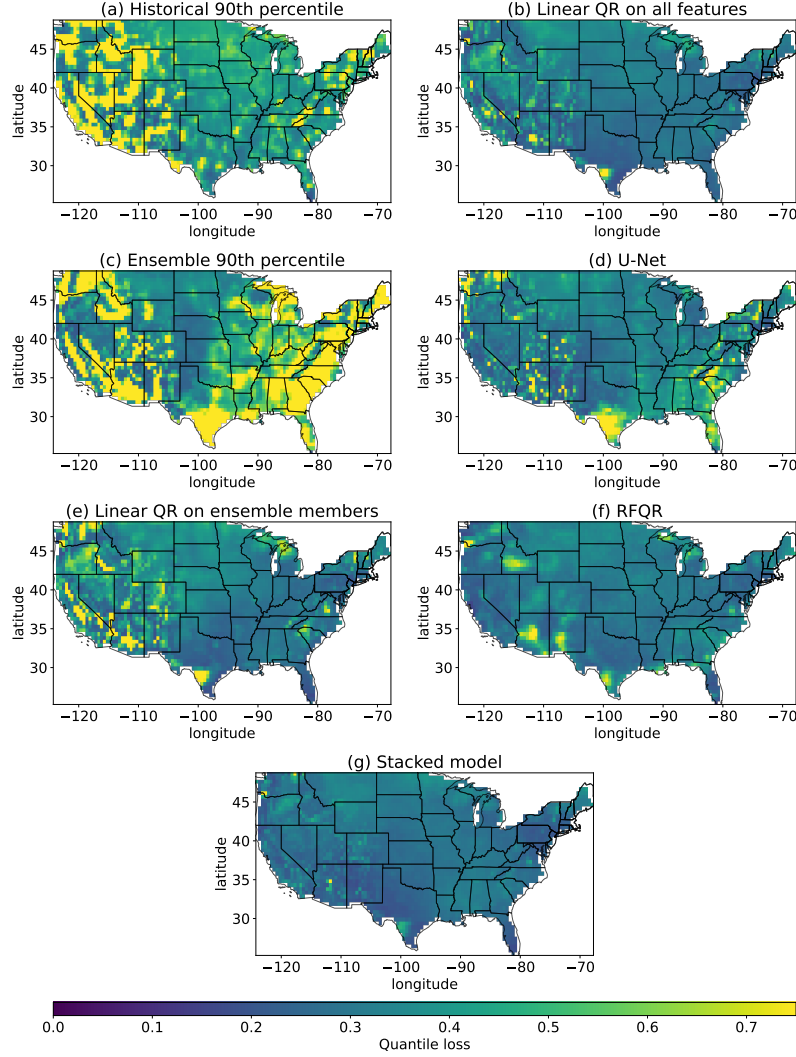 (a) Historical 90th percentile
45
40
35
30
latitude
−120 −110 −100 −90 −80 −70
longitude
(b) Linear QR on all features
45
40
35
30
latitude
−120 −110 −100 −90 −80 −70
longitude
(c) Ensemble 90th percentile
45
40
35
30
latitude
−120 −110 −100 −90 −80 −70
longitude
(d) U-Net
45
40
35
30
latitude
−120 −110 −100 −90 −80 −70
longitude
(e) Linear QR on ensemble members
45
40
35
30
latitude
−120 −110 −100 −90 −80 −70
longitude
(f) RFQR
45
40
35
30
latitude
−120 −110 −100 −90 −80 −70
longitude
(g) Stacked model
45
40
35
30
latitude
−120 −110 −100 −90 −80 −70
longitude
0.0 0.1 0.2 0.3 0.4 0.5 0.6 0.7
Quantile loss